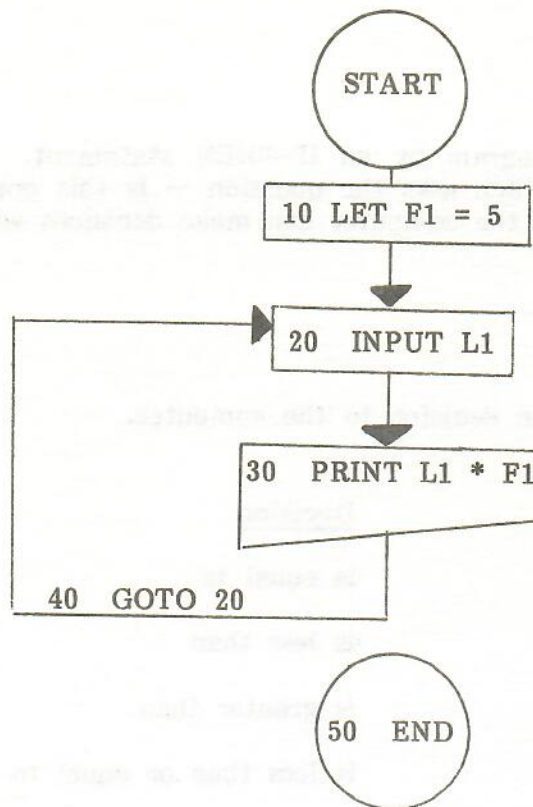 START
10 LET F1 = 5
20 INPUT L1
30 PRINT L1 * F1
40 GOTO 20
50 END